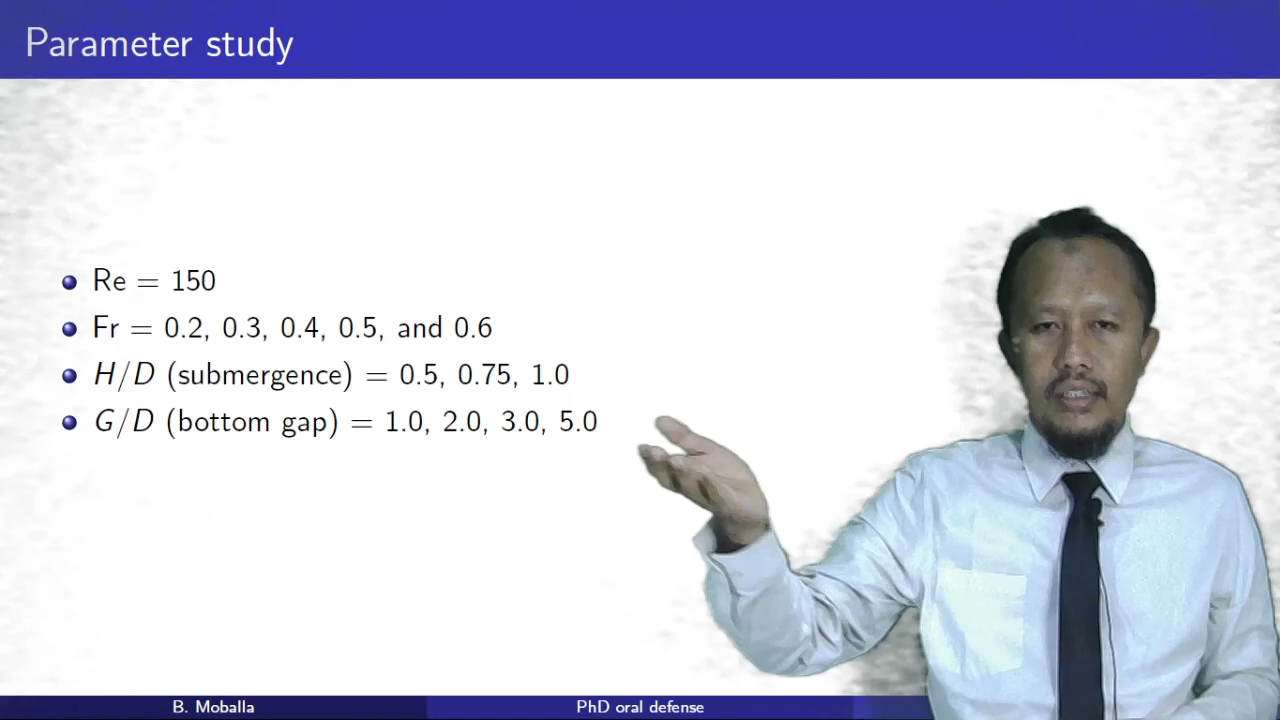 Parameter study
Re = 150
Fr = 0.2, 0.3, 0.4, 0.5, and 0.6
H/D (submergence) = 0.5, 0.75, 1.0
G/D (bottom gap) = 1.0, 2.0, 3.0, 5.0
B. Moballa
PhD oral defense